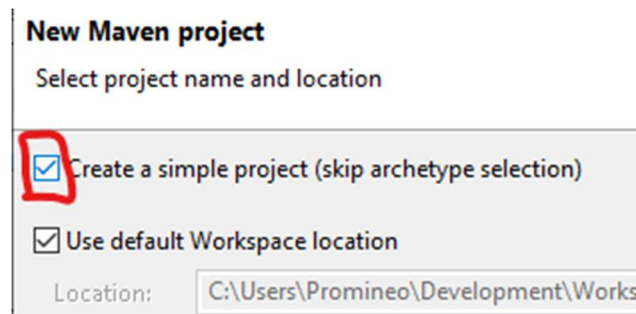 New Maven project
Select project name and location
Create a simple project (skip archetype selection)
Use default Workspace location
Location: C:\Users\Promineo\Development\Works